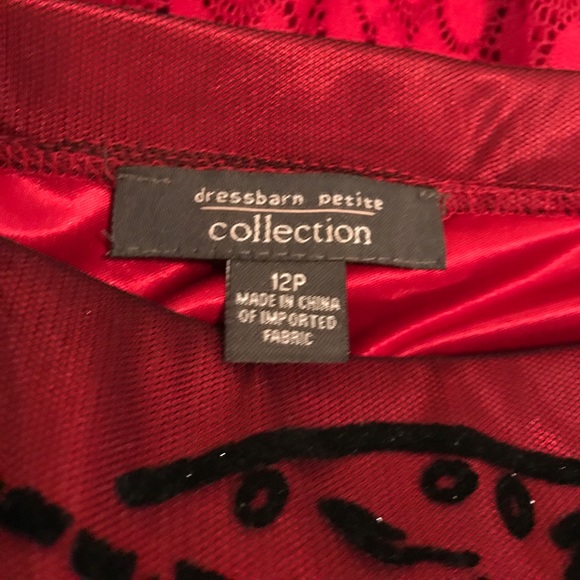 dressbarn petite
collection
12P
MADE IN CHINA
OF IMPORTED
FABRIC